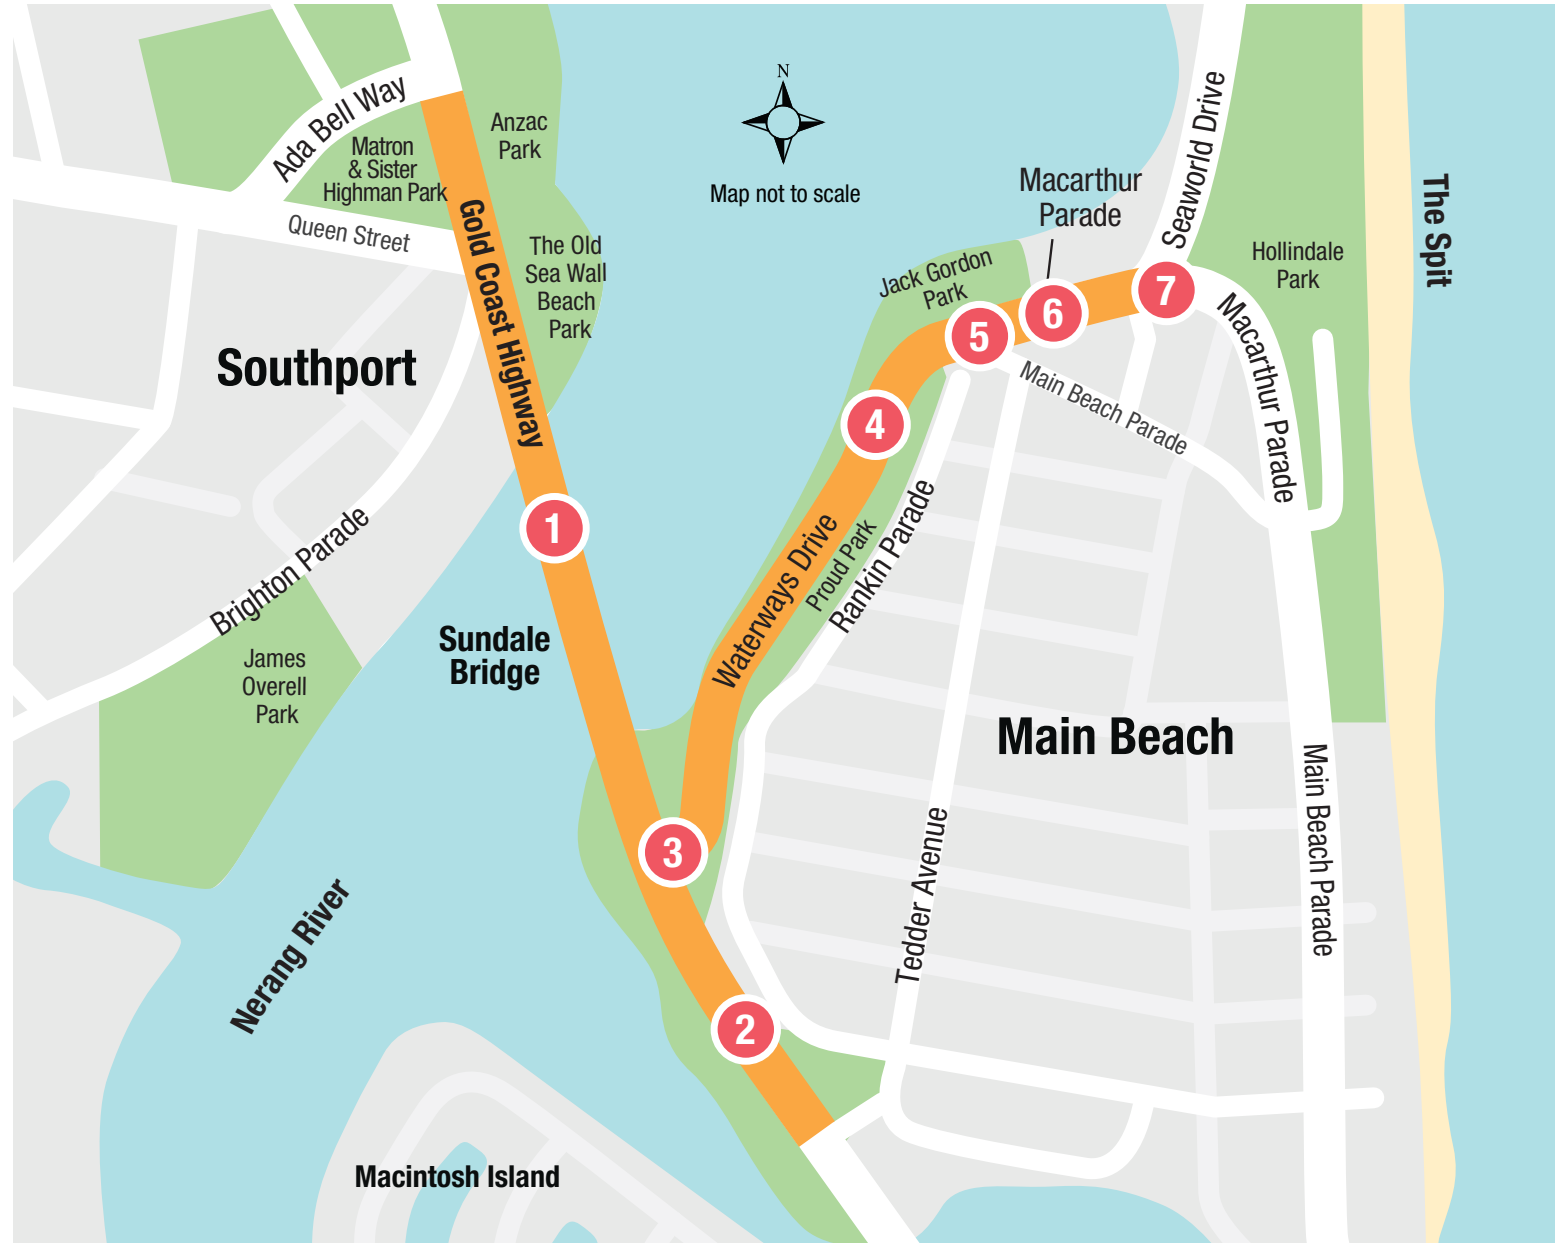 N
Map not to scale
Ada Bell Way
Matron
& Sister
Highman Park
Anzac
Park
Queen Street
Gold Coast Highway
The Old
Sea Wall
Beach
Park
Southport
Macarthur
Parade
Seaworld Drive
The Spit
Hollindale
Park
Jack Gordon
Park
7
6
5
4
Main Beach Parade
Macarthur Parade
1
Brighton Parade
Waterways Drive
Proud Park
Rankin Parade
Sundale
Bridge
James
Overell
Park
Main Beach
3
Tedder Avenue
Main Beach Parade
Nerang River
2
Macintosh Island